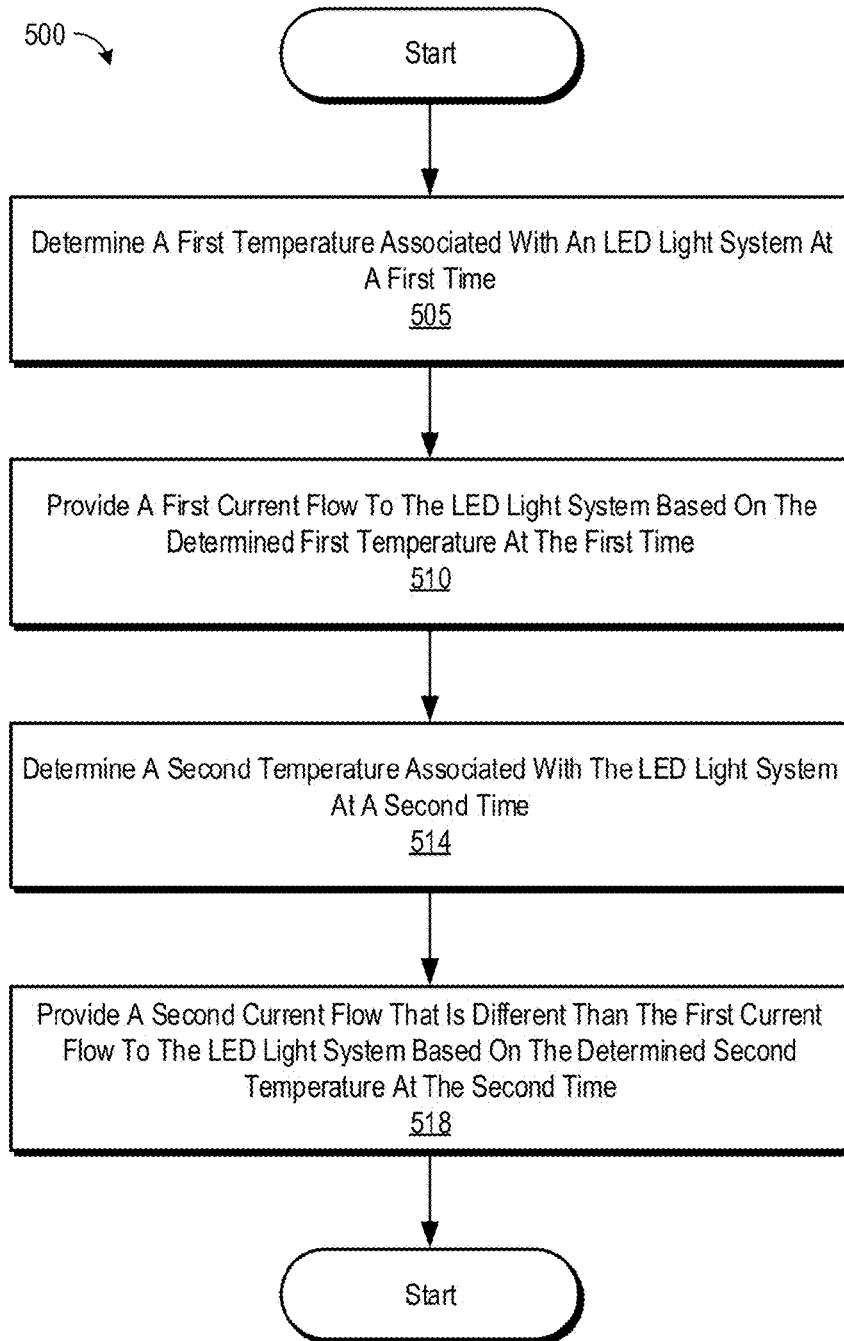 500
Start
Determine A First Temperature Associated With An LED Light System At
A First Time
505
Provide A First Current Flow To The LED Light System Based On The
Determined First Temperature At The First Time
510
Determine A Second Temperature Associated With The LED Light System
At A Second Time
514
Provide A Second Current Flow That Is Different Than The First Current
Flow To The LED Light System Based On The Determined Second
Temperature At The Second Time
518
Start